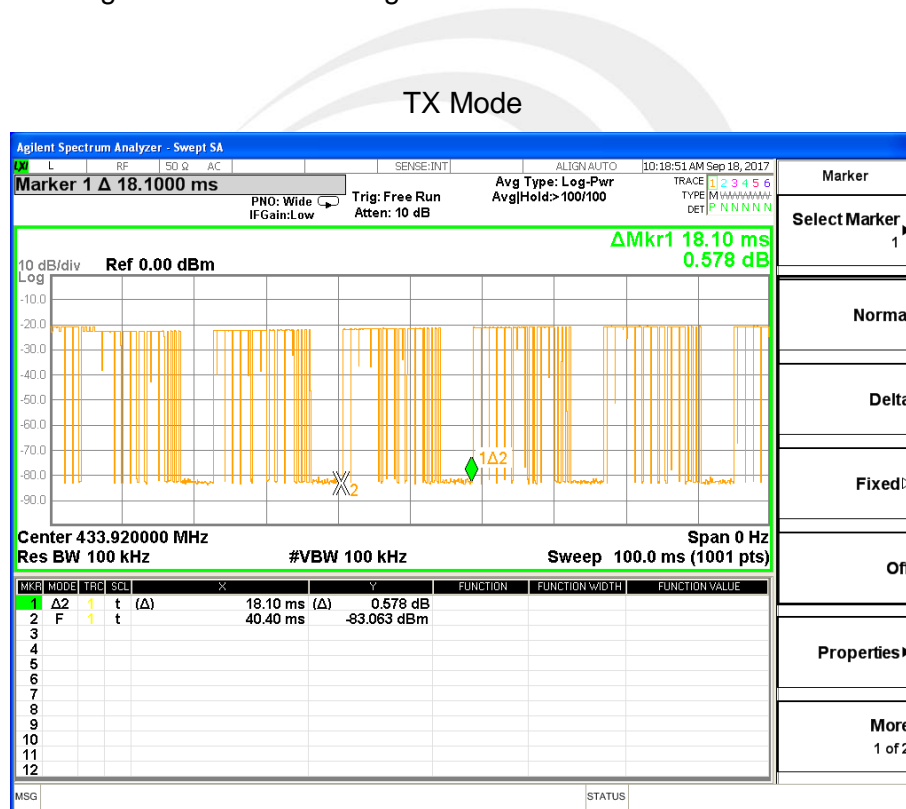 TX Mode
Agilent Spectrum Analyzer - Swept SA
LXI L RF 50 Ω AC SENSE:INT ALIGN AUTO 10:18:51 AM Sep 18, 2017
Marker 1 Δ 18.1000 ms
PNO: Wide
IFGain:Low
Trig: Free Run
Atten: 10 dB
Avg Type: Log-Pwr
Avg|Hold:>100/100
TRACE 1 2 3 4 5 6
TYPE M
DET P N N N N N
ΔMkr1 18.10 ms
0.578 dB
10 dB/div Ref 0.00 dBm
Log
-10.0
-20.0
-30.0
-40.0
-50.0
-60.0
-70.0
-80.0
-90.0
1Δ2
2
Center 433.920000 MHz Span 0 Hz
Res BW 100 kHz #VBW 100 kHz Sweep 100.0 ms (1001 pts)
MKR MODE TRC SCL X Y FUNCTION FUNCTION WIDTH FUNCTION VALUE
1 Δ2 1 t (Δ) 18.10 ms (Δ) 0.578 dB
2 F 1 t 40.40 ms -83.063 dBm
3
4
5
6
7
8
9
10
11
12
MSG STATUS
Marker
Select Marker
1
Norma
Delta
Fixed
Of
Properties
More
1 of 2